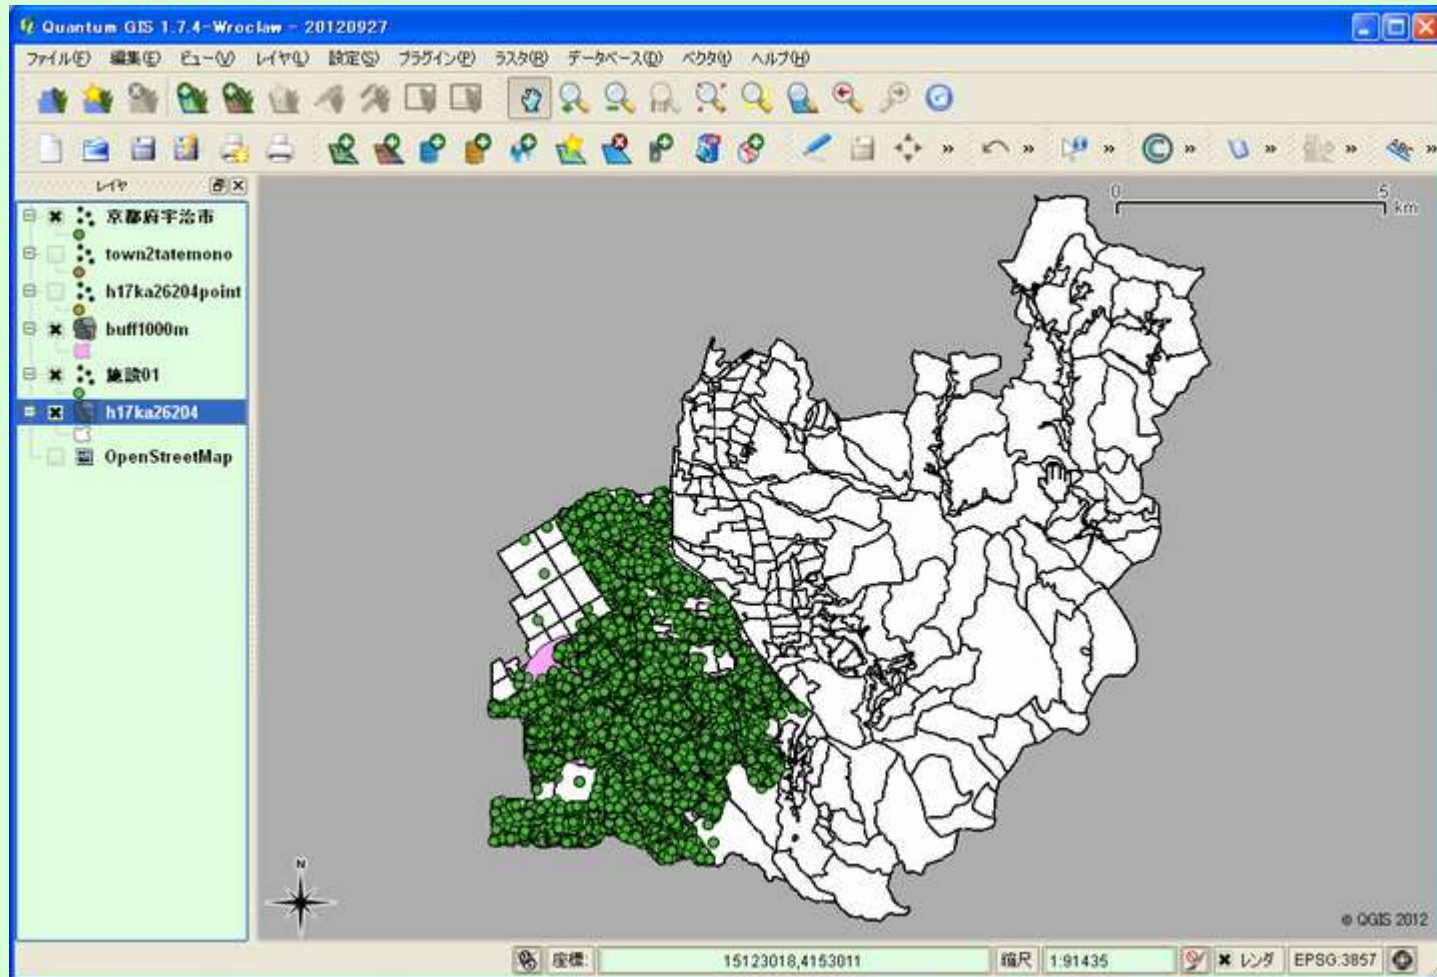 Quantum GIS 1.7.4-Wroclaw - 20120927
ファイル(F) 編集(E) ビュー(V) レイヤ(L) 設定(S) プラグイン(P) ラスタ(R) データベース(D) ベクタ(t) ヘルプ(H)
レイヤ
京都府宇治市
town2tatemono
h17ka26204point
buff1000m
施設01
h17ka26204
OpenStreetMap
0 5
km
N
© QGIS 2012
座標: 15123018,4153011 縮尺 1:91435 レンダ EPSG:3857